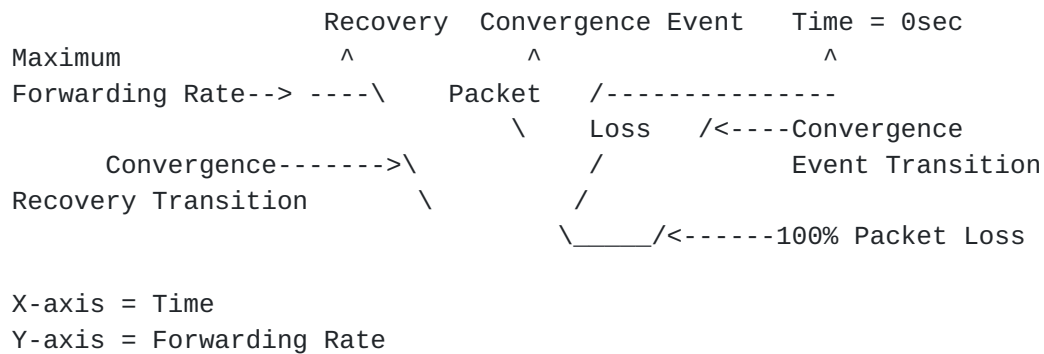 Recovery  Convergence Event   Time = 0sec
Maximum              ^           ^                  ^
Forwarding Rate--> ----\    Packet   /---------------
                                \    Loss   /<----Convergence
      Convergence------->\           /            Event Transition
Recovery Transition       \         /
                                   \_____/<------100% Packet Loss

X-axis = Time
Y-axis = Forwarding Rate